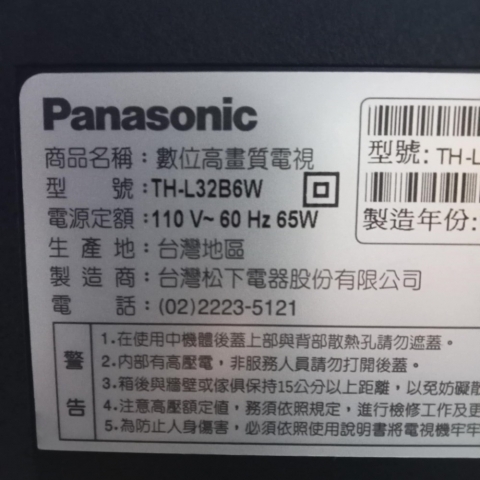 Panasonic
商品名稱：數位高畫質電視
型 號：TH-L32B6W
電源定額：110 V~ 60 Hz 65W
生產地：台灣地區
製造商：台灣松下電器股份有限公司
電 話：(02)2223-5121
型號: TH-L
製造年份:
警告
1.在使用中機體後蓋上部與背部散熱孔請勿遮蓋。
2.內部有高壓電，非服務人員請勿打開後蓋。
3.箱後與牆壁或傢俱保持15公分以上距離，以免妨礙散
4.注意高壓額定值，務須依照規定，進行檢修工作及更
5.為防止人身傷害，必須依照使用說明書將電視機牢牢